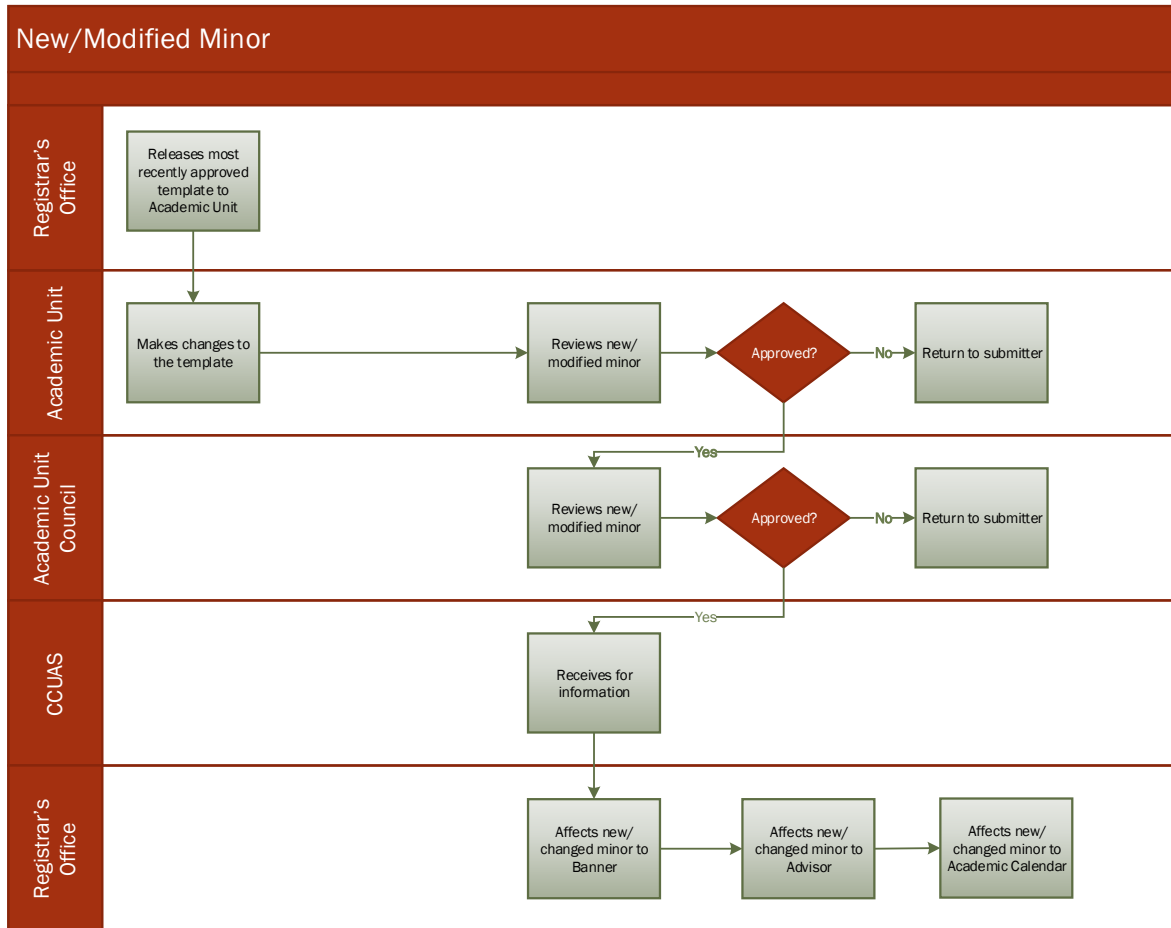 New/Modified Minor
Registrar's
Office
Releases most
recently approved
template to
Academic Unit
Academic Unit
Makes changes to
the template
Reviews new/
modified minor
Approved?
No
Return to submitter
Yes
Academic Unit
Council
Reviews new/
modified minor
Approved?
No
Return to submitter
Yes
CCUAS
Receives for
information
Registrar's
Office
Affects new/
changed minor to
Banner
Affects new/
changed minor to
Advisor
Affects new/
changed minor to
Academic Calendar